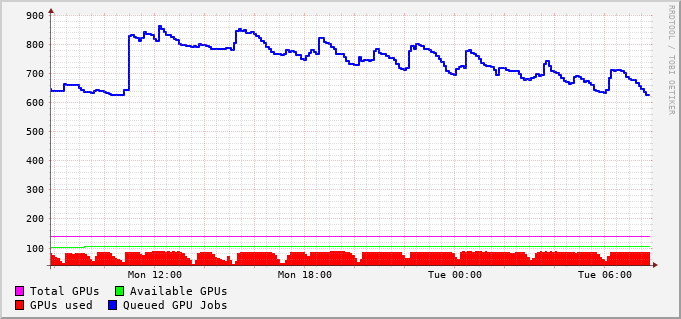 900
800
700
600
500
400
300
200
100
Mon 12:00 Mon 18:00 Tue 00:00 Tue 06:00
Total GPUs Available GPUs
GPUs used Queued GPU Jobs
RRDTOOL / TOBI OETIKER